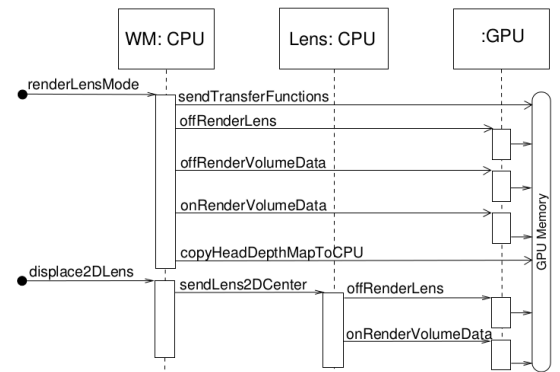 WM: CPU
Lens: CPU
:GPU
renderLensMode
sendTransferFunctions
offRenderLens
offRenderVolumeData
onRenderVolumeData
copyHeadDepthMapToCPU
GPU Memory
displace2DLens
sendLens2DCenter
offRenderLens
onRenderVolumeData